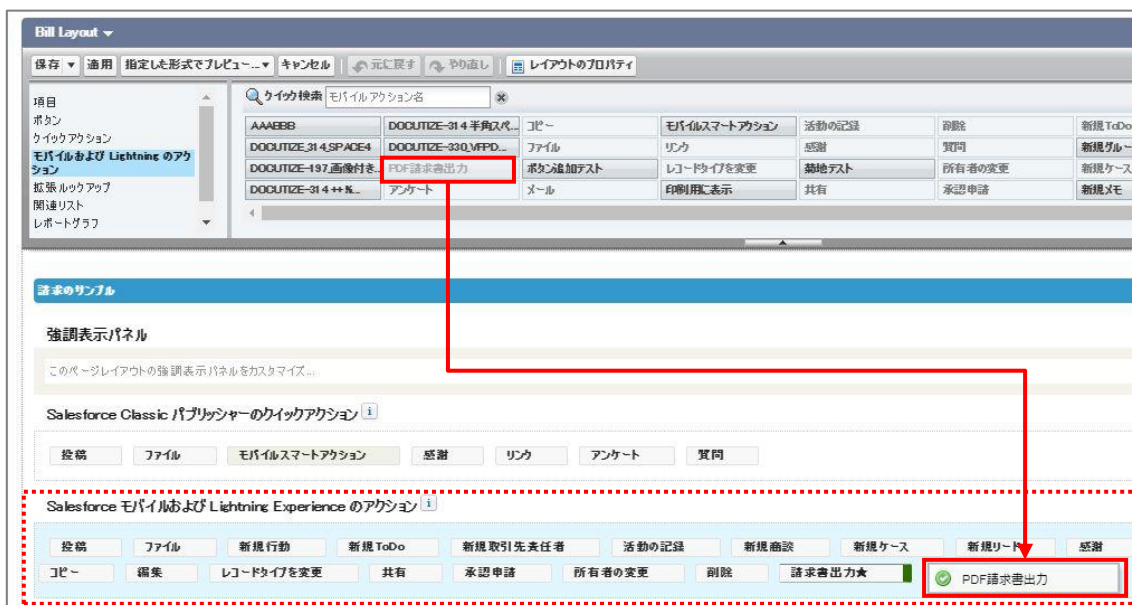 Bill Layout
保存 適用 指定した形式でプレビュー... キャンセル 元に戻す やり直し レイアウトのプロパティ
項目
ボタン
クイックアクション
モバイルおよび Lightning のアクション
拡張ルックアップ
関連リスト
レポートグラフ
クイック検索 モバイル アクション名
AAAEBB DOCUTIZE-314 半角スペ... コピー モバイルスマートアクション 活動の記録 削除 新規 ToDo
DOCUTIZE_314_SPACE4 DOCUTIZE-330_VFPD... ファイル リンク 感謝 質問 新規グルー
DOCUTIZE-197_画像付き... PDF請求書出力 ボタン追加テスト レコードタイプを変更 菊地テスト 所有者の変更 新規ケース
DOCUTIZE-314 ++ アンケート メール 印刷用に表示 共有 承認申請 新規メモ
請求のサンプル
強調表示パネル
このページレイアウトの強調表示パネルをカスタマイズ...
Salesforce Classic パブリッシャーのクイックアクション i
投稿 ファイル モバイルスマートアクション 感謝 リンク アンケート 質問
Salesforce モバイルおよび Lightning Experience のアクション i
投稿 ファイル 新規行動 新規 ToDo 新規取引先責任者 活動の記録 新規商談 新規ケース 新規リード 感謝
コピー 編集 レコードタイプを変更 共有 承認申請 所有者の変更 削除 請求書出力★ PDF請求書出力